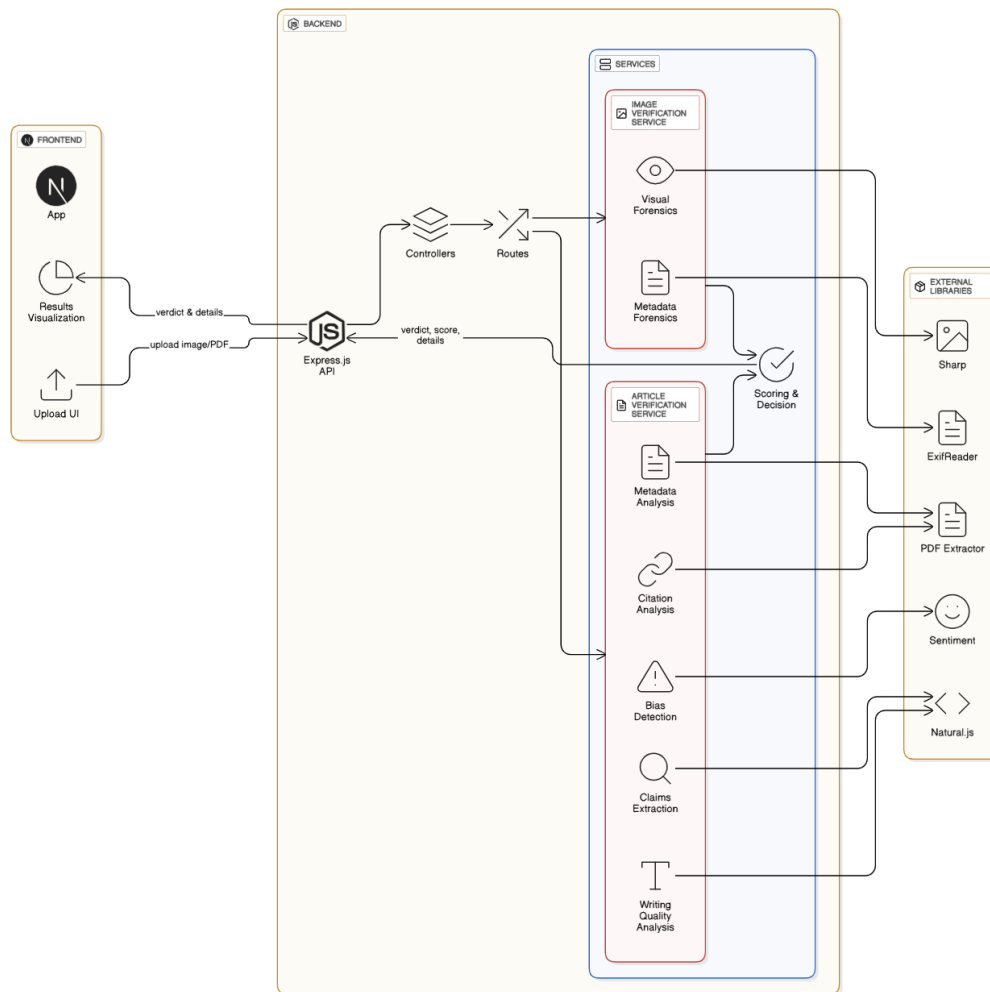 BACKEND
SERVICES
IMAGE
VERIFICATION
SERVICE
Visual
Forensics
Metadata
Forensics
FRONTEND
App
Results
Visualization
Upload UI
verdict & details
upload image/PDF
JS
Express.js
API
Controllers
Routes
verdict, score,
details
Scoring &
Decision
ARTICLE
VERIFICATION
SERVICE
Metadata
Analysis
Citation
Analysis
Bias
Detection
Claims
Extraction
Writing
Quality
Analysis
EXTERNAL
LIBRARIES
Sharp
ExifReader
PDF Extractor
Sentiment
Natural.js